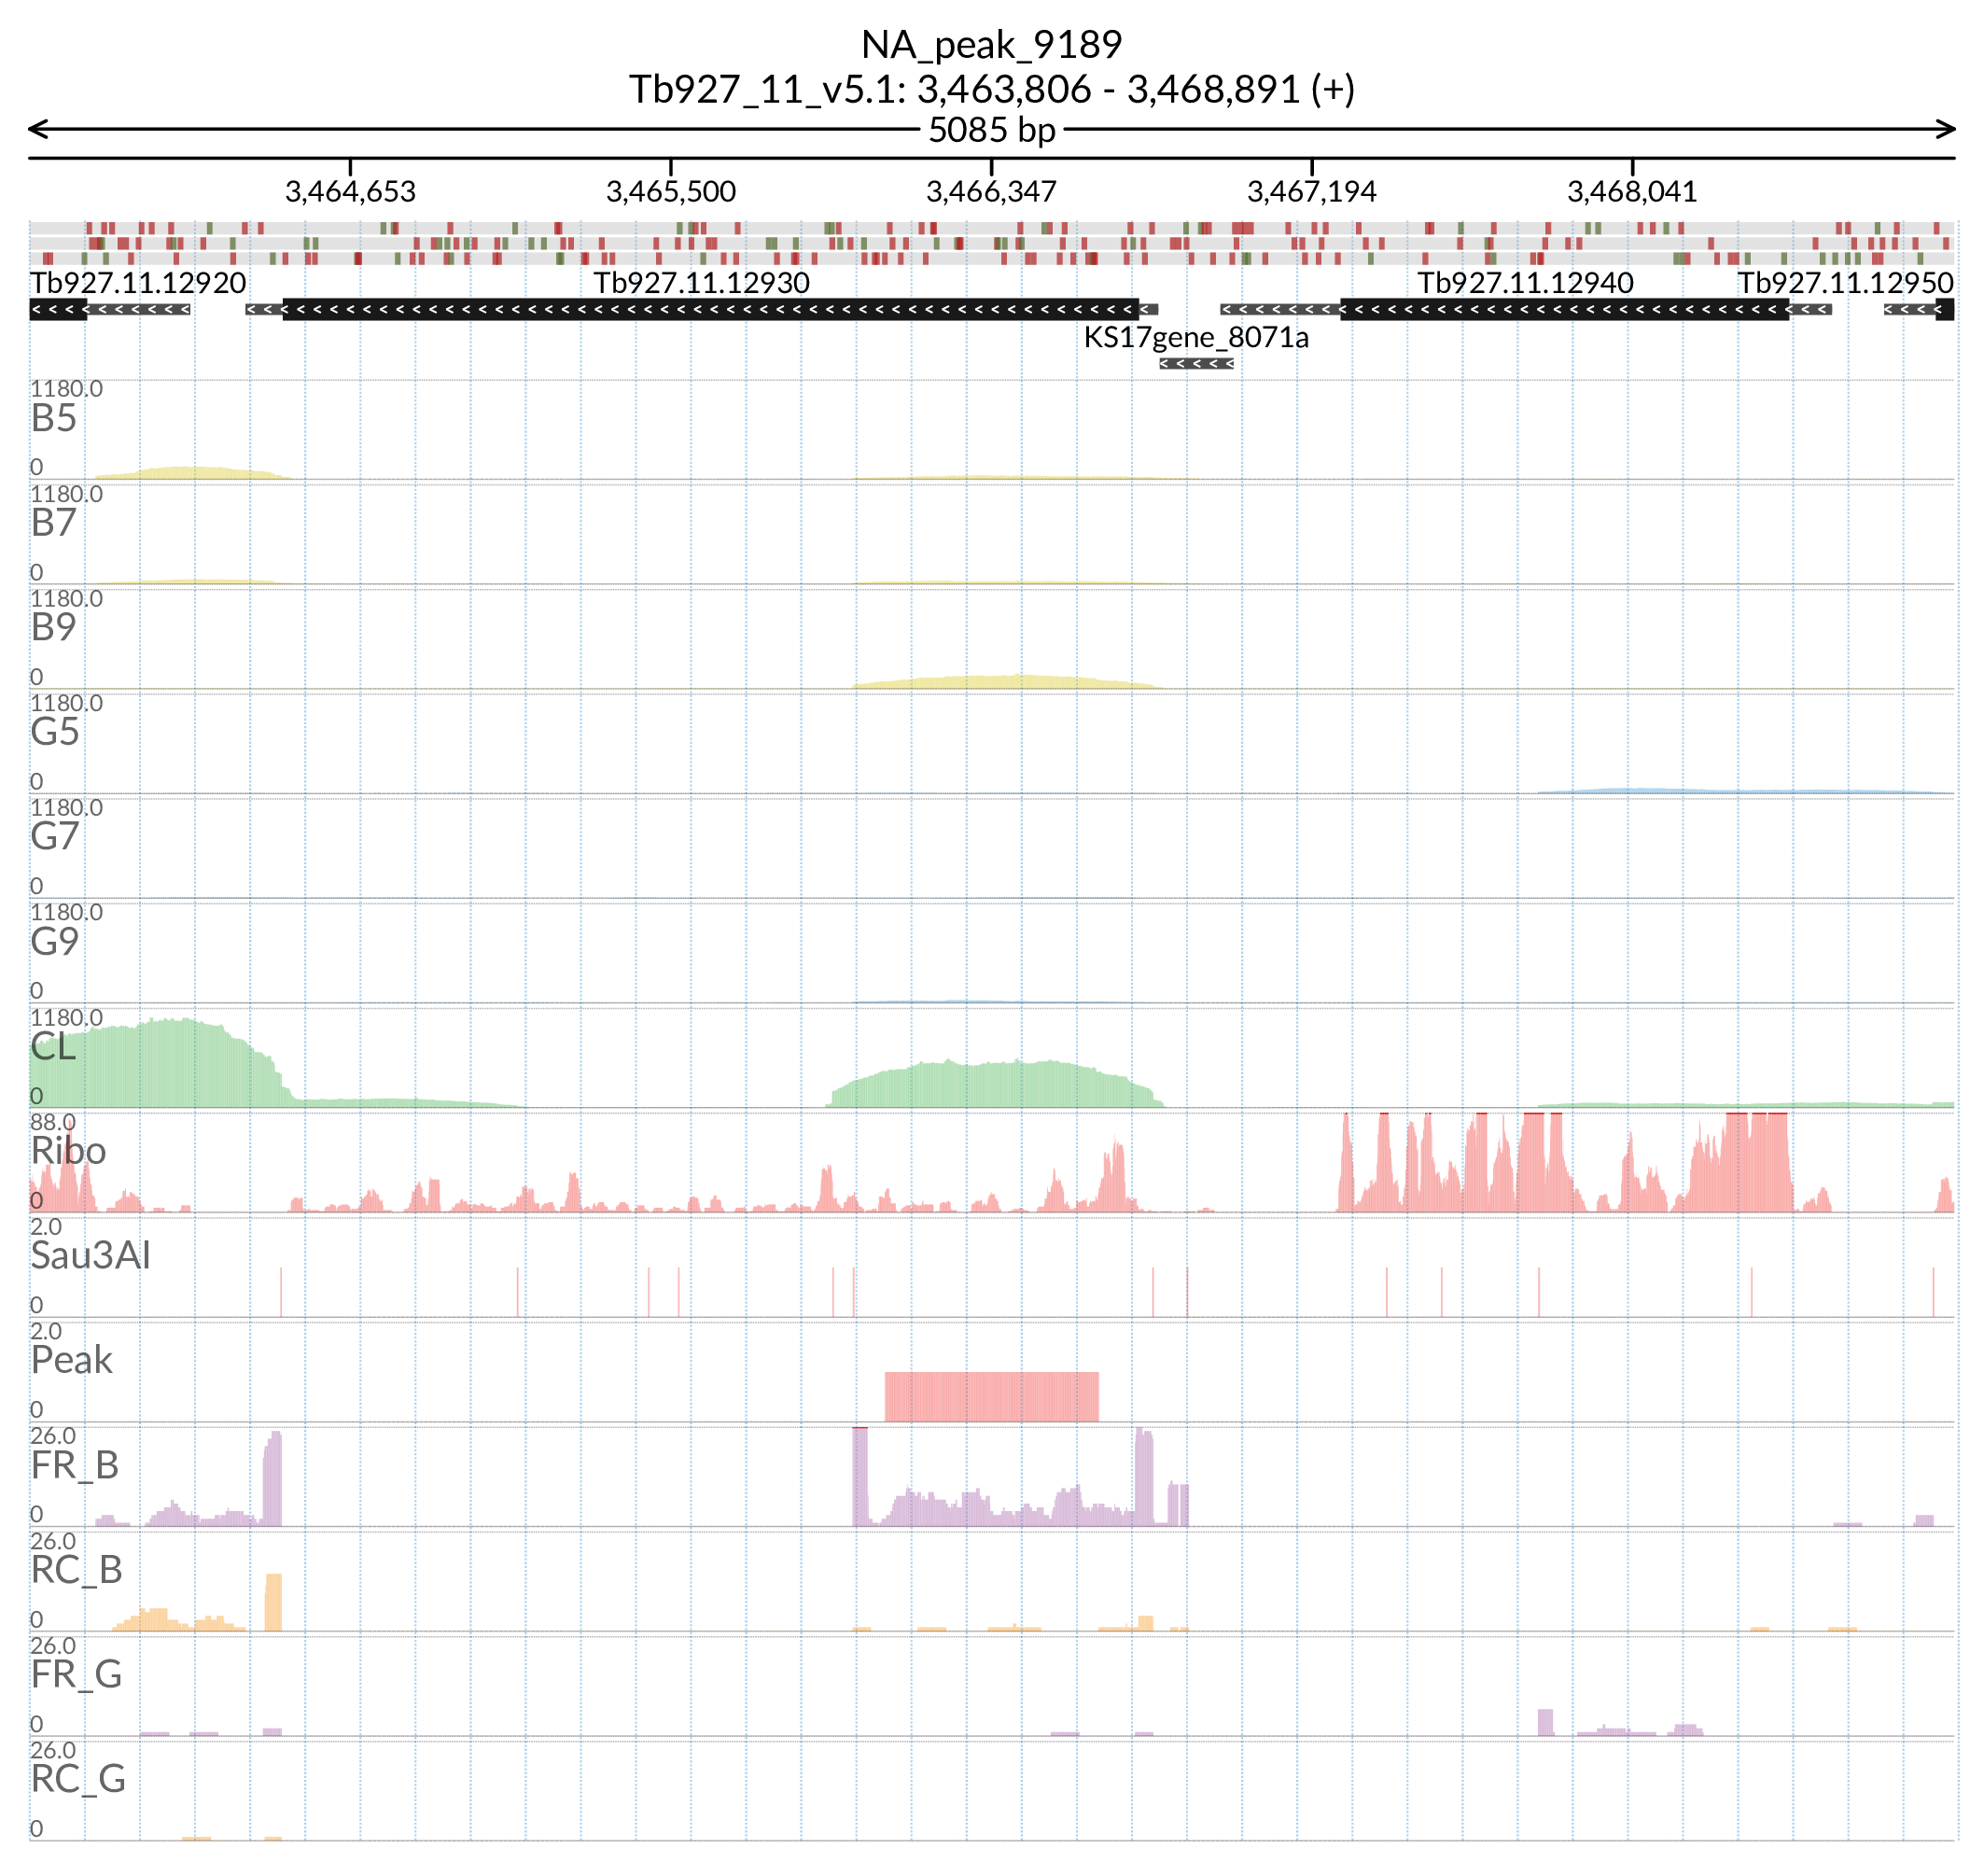 NA_peak_9189
Tb927_11_v5.1: 3,463,806 - 3,468,891 (+)
5085 bp
3,464,653 3,465,500 3,466,347 3,467,194 3,468,041
Tb927.11.12920 Tb927.11.12930 Tb927.11.12940 Tb927.11.12950
KS17gene_8071a
1180.0
B5
0
1180.0
B7
0
1180.0
B9
0
1180.0
G5
0
1180.0
G7
0
1180.0
G9
0
1180.0
CL
0
88.0
Ribo
0
2.0
Sau3AI
0
2.0
Peak
0
26.0
FR_B
0
26.0
RC_B
0
26.0
FR_G
0
26.0
RC_G
0